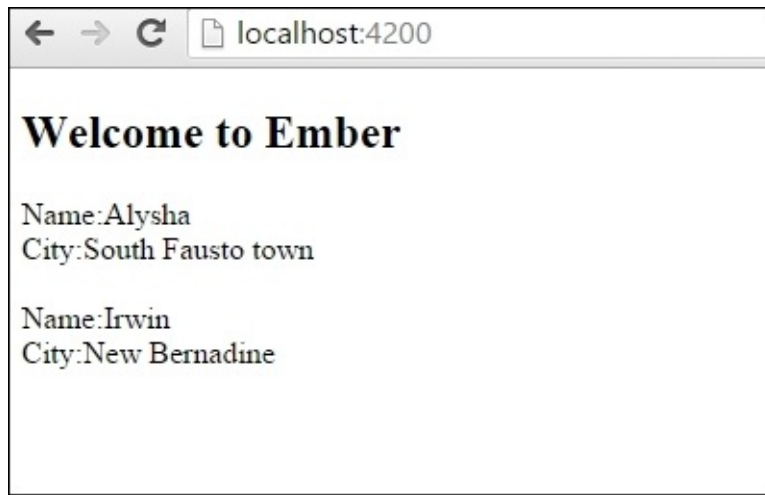 localhost:4200
Welcome to Ember
Name:Alysha
City:South Fausto town
Name:Irwin
City:New Bernadine